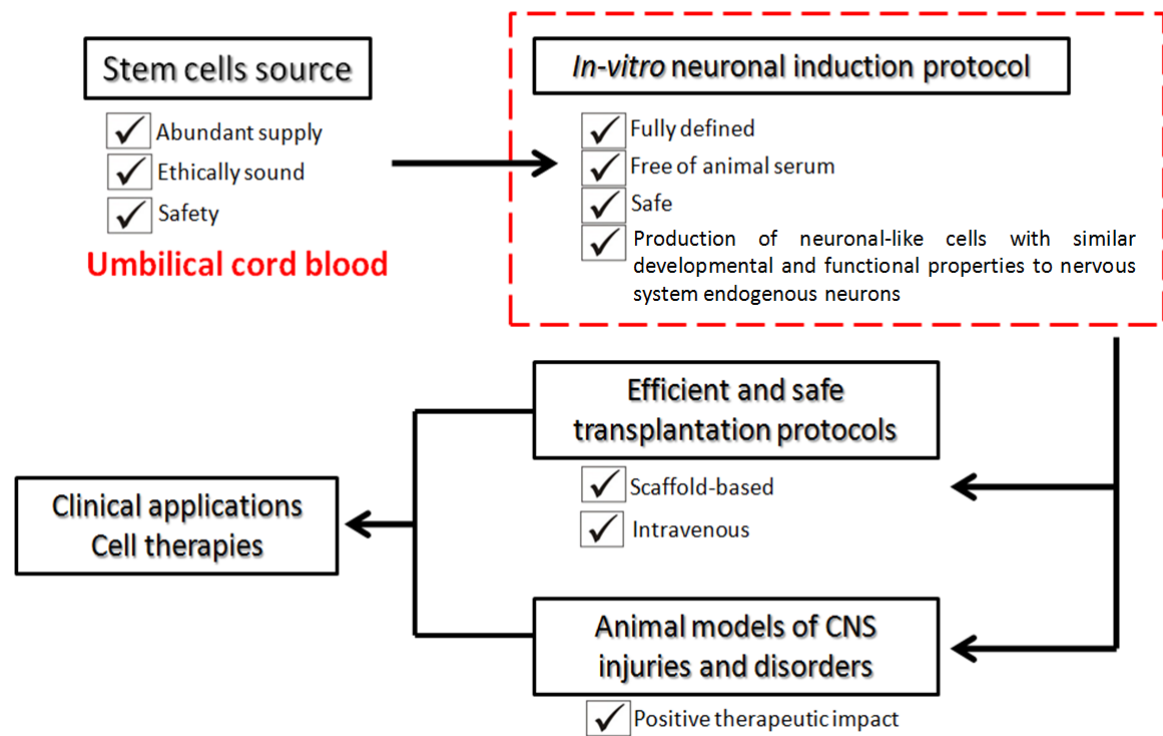 Stem cells source
Abundant supply
Ethically sound
Safety
Umbilical cord blood
In-vitro neuronal induction protocol
Fully defined
Free of animal serum
Safe
Production of neuronal-like cells with similar
developmental and functional properties to nervous
system endogenous neurons
Efficient and safe
transplantation protocols
Scaffold-based
Intravenous
Clinical applications
Cell therapies
Animal models of CNS
injuries and disorders
Positive therapeutic impact